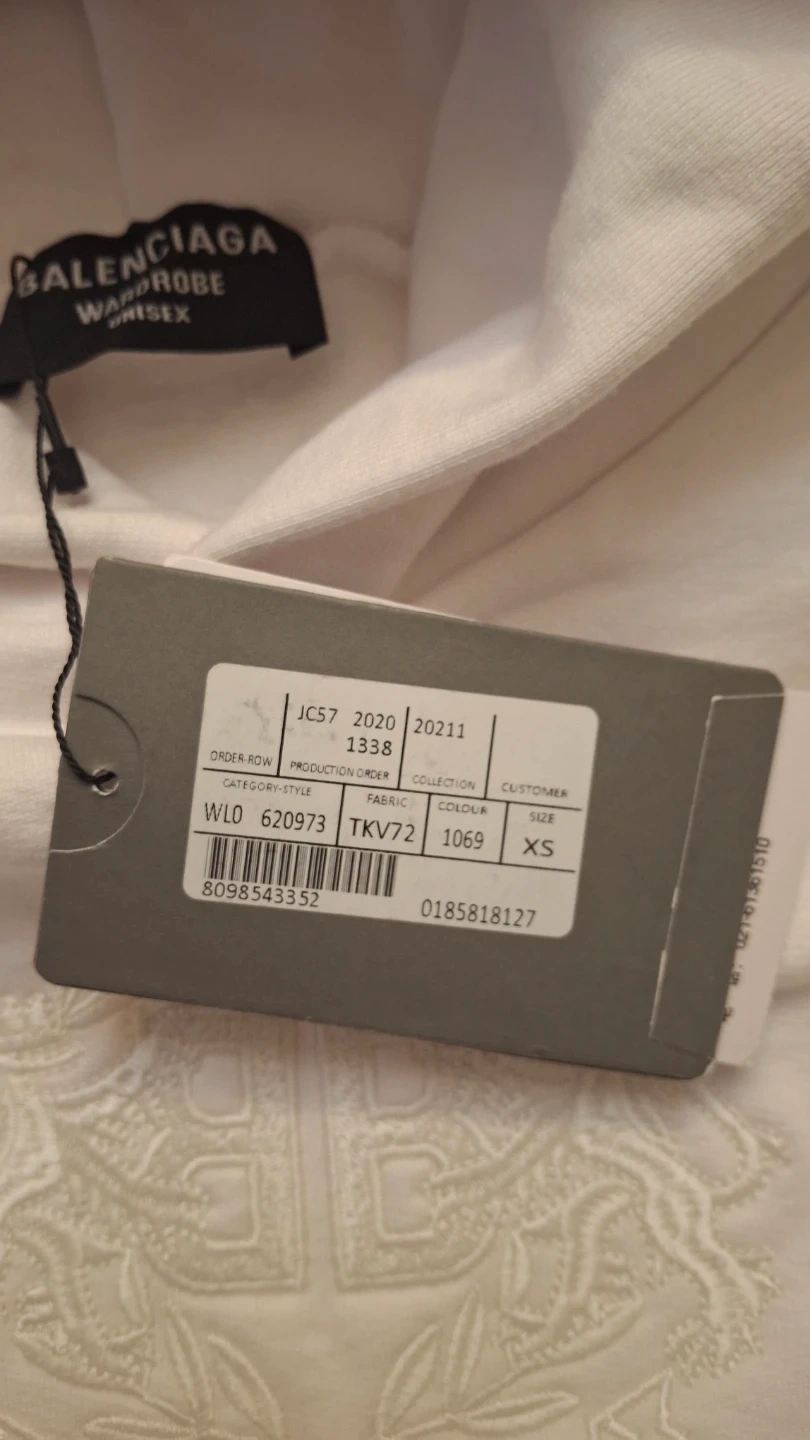 BALENCIAGA
WARDROBE
UNISEX
JC57 2020 20211
1338
ORDER-ROW PRODUCTION ORDER COLLECTION CUSTOMER
CATEGORY-STYLE FABRIC COLOUR SIZE
WL0 620973 TKV72 1069 XS
8098543352 0185818127